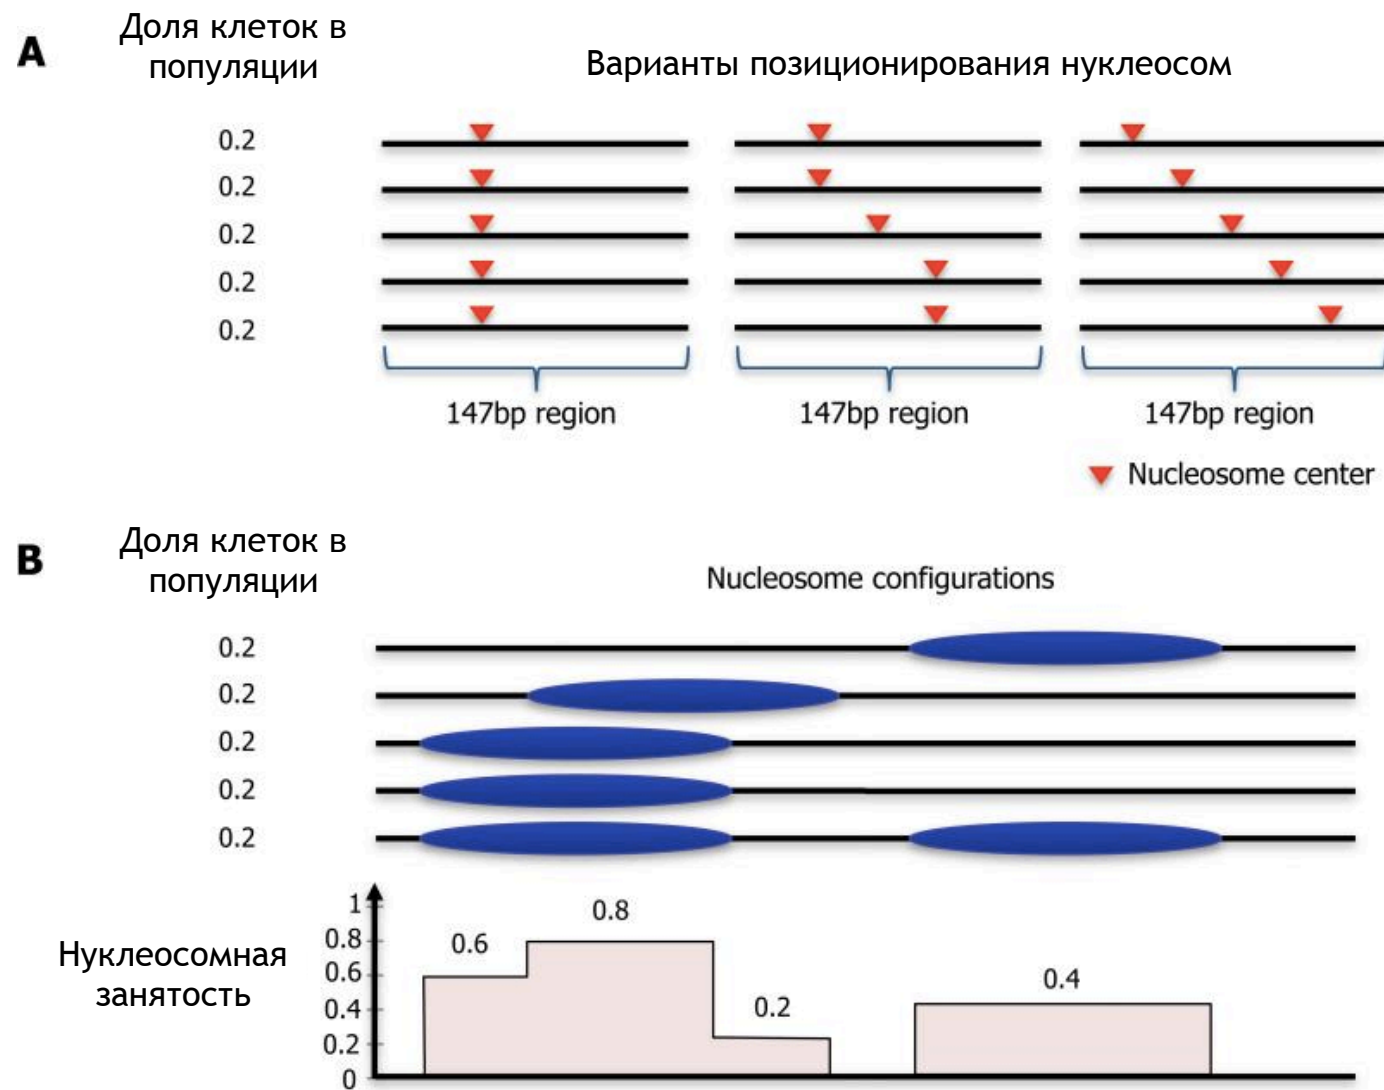 A
Доля клеток в
популяции
Варианты позиционирования нуклеосом
0.2
0.2
0.2
0.2
0.2
147bp region
147bp region
147bp region
Nucleosome center
B
Доля клеток в
популяции
Nucleosome configurations
0.2
0.2
0.2
0.2
0.2
Нуклеосомная
занятость
1
0.8
0.6
0.4
0.2
0
0.6
0.8
0.2
0.4